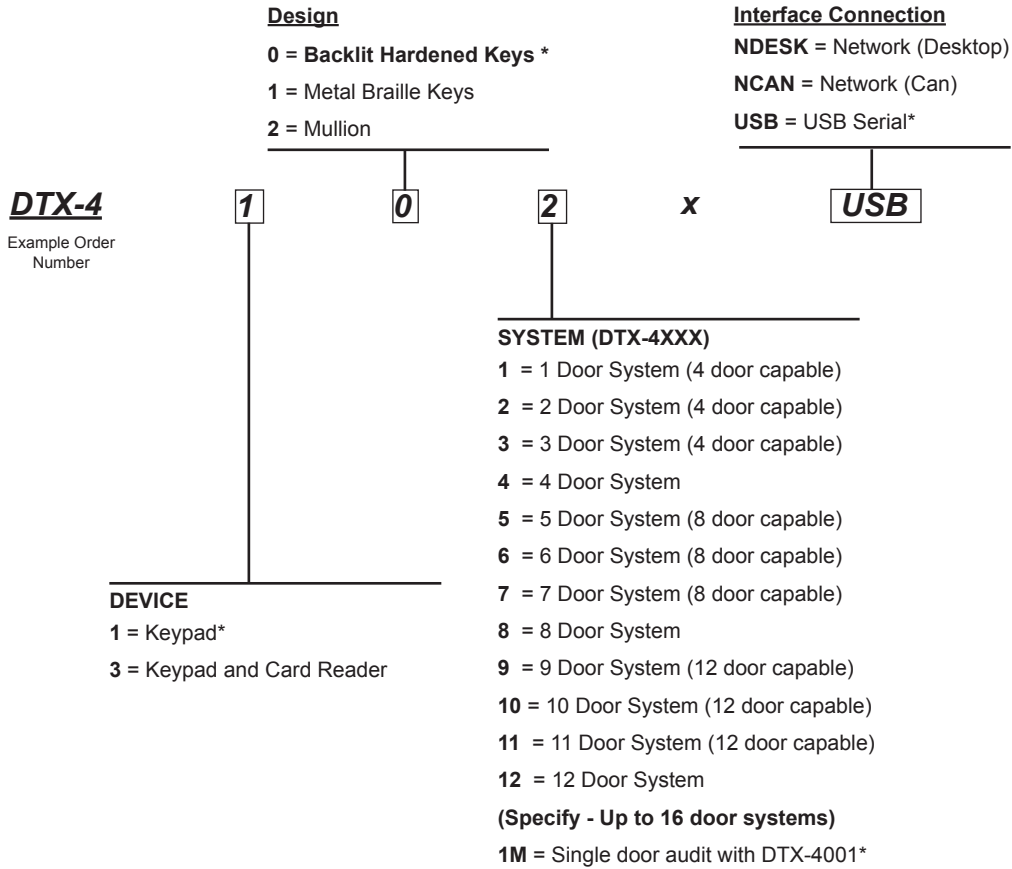 Design
0 = Backlit Hardened Keys *
1 = Metal Braille Keys
2 = Mullion
Interface Connection
NDESK = Network (Desktop)
NCAN = Network (Can)
USB = USB Serial*
DTX-4 1 0 2 x USB
Example Order
Number
DEVICE
1 = Keypad*
3 = Keypad and Card Reader
SYSTEM (DTX-4XXX)
1 = 1 Door System (4 door capable)
2 = 2 Door System (4 door capable)
3 = 3 Door System (4 door capable)
4 = 4 Door System
5 = 5 Door System (8 door capable)
6 = 6 Door System (8 door capable)
7 = 7 Door System (8 door capable)
8 = 8 Door System
9 = 9 Door System (12 door capable)
10 = 10 Door System (12 door capable)
11 = 11 Door System (12 door capable)
12 = 12 Door System
(Specify - Up to 16 door systems)
1M = Single door audit with DTX-4001*